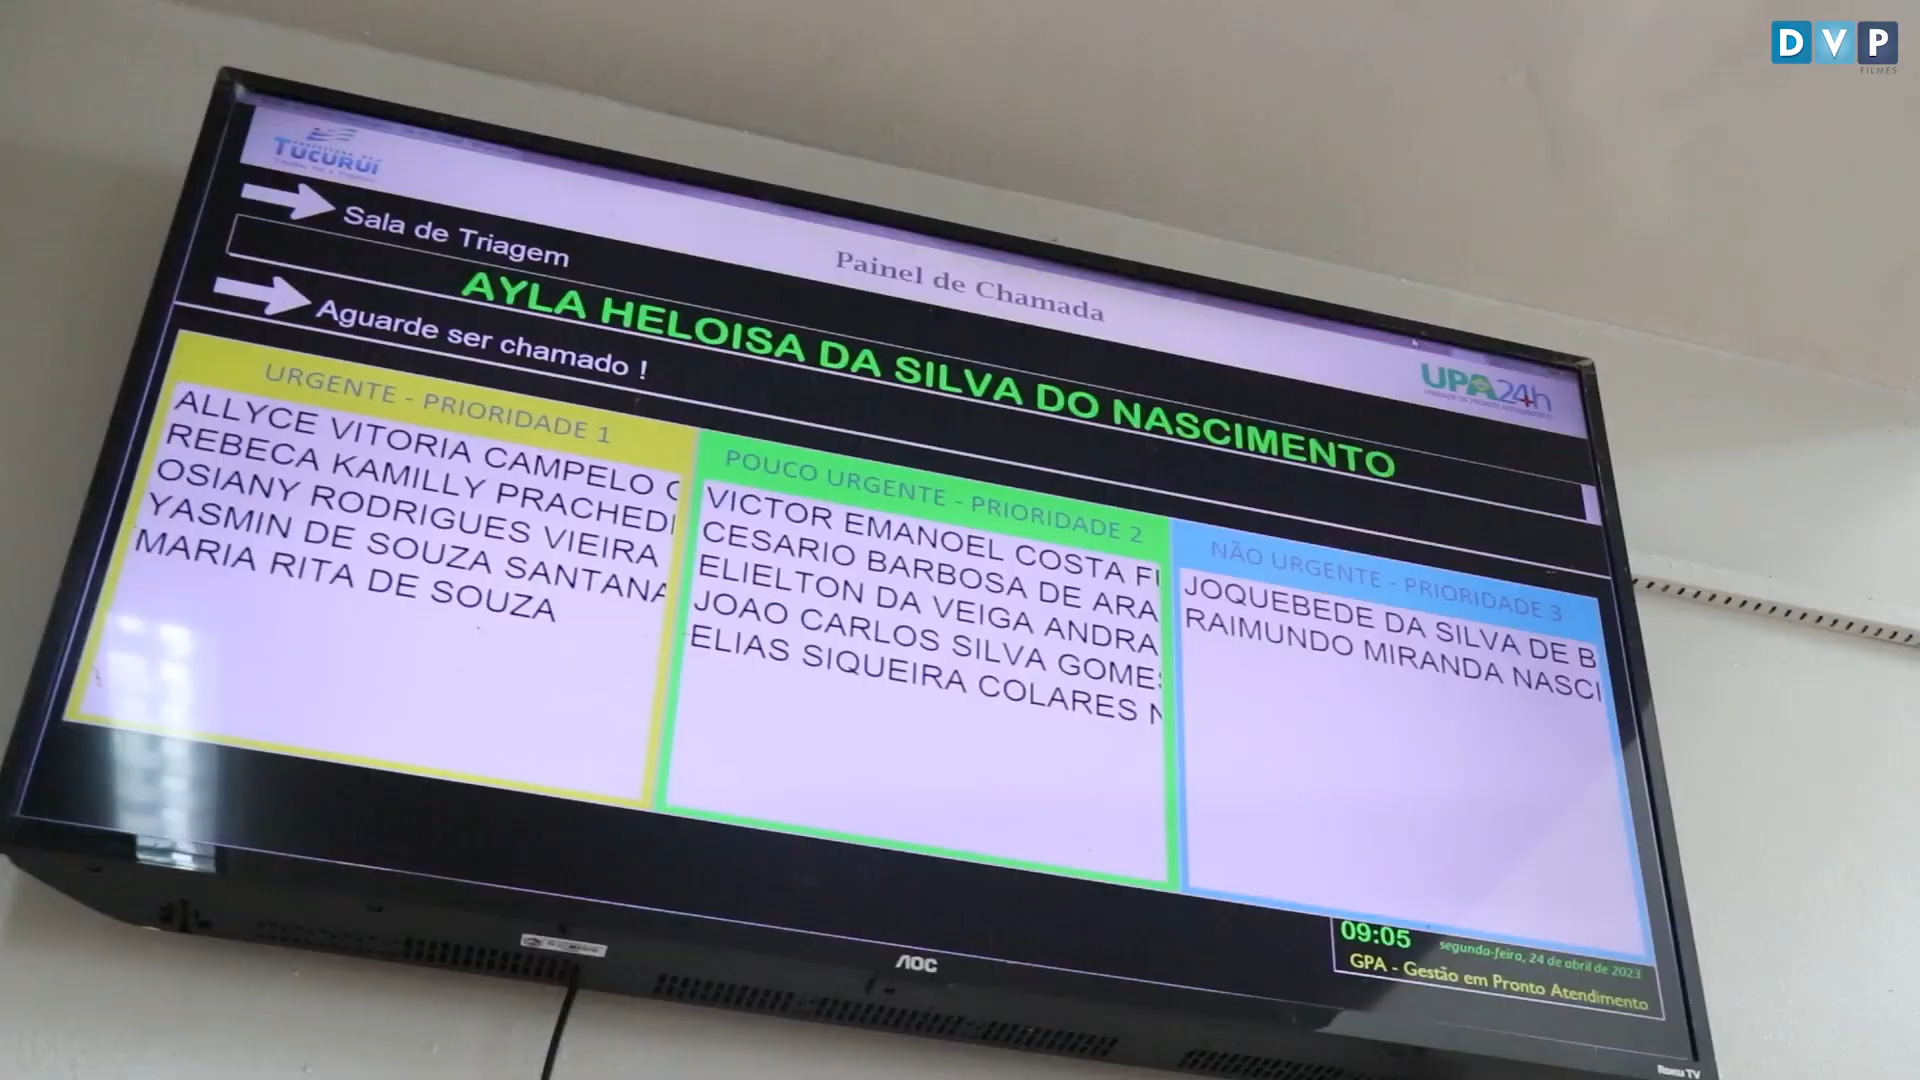 DVP
FILMES
TUCURUÍ
Painel de Chamada
UPA24h
Sala de Triagem
AYLA HELOISA DA SILVA DO NASCIMENTO
Aguarde ser chamado !
URGENTE - PRIORIDADE 1
ALLYCE VITORIA CAMPELO
REBECA KAMILLY PRACHEDI
OSIANY RODRIGUES VIEIRA
YASMIN DE SOUZA SANTANA
MARIA RITA DE SOUZA
POUCO URGENTE - PRIORIDADE 2
VICTOR EMANOEL COSTA FI
CESARIO BARBOSA DE ARA
ELIELTON DA VEIGA ANDRA
JOAO CARLOS SILVA GOMES
ELIAS SIQUEIRA COLARES N
NÃO URGENTE - PRIORIDADE 3
JOQUEBEDE DA SILVA DE B
RAIMUNDO MIRANDA NASCI
09:05
segunda-feira, 24 de abril de 2023
GPA - Gestão em Pronto Atendimento
AOC
Roku TV